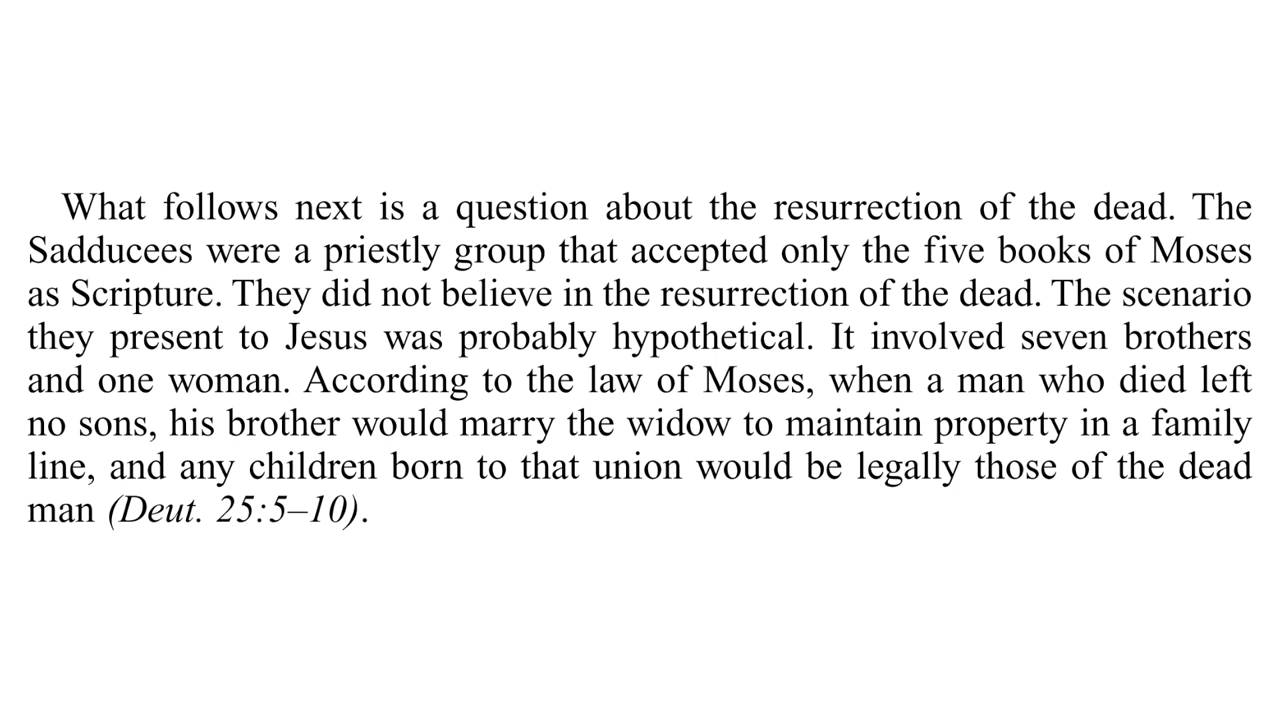 What follows next is a question about the resurrection of the dead. The
Sadducees were a priestly group that accepted only the five books of Moses
as Scripture. They did not believe in the resurrection of the dead. The scenario
they present to Jesus was probably hypothetical. It involved seven brothers
and one woman. According to the law of Moses, when a man who died left
no sons, his brother would marry the widow to maintain property in a family
line, and any children born to that union would be legally those of the dead
man (Deut. 25:5–10).